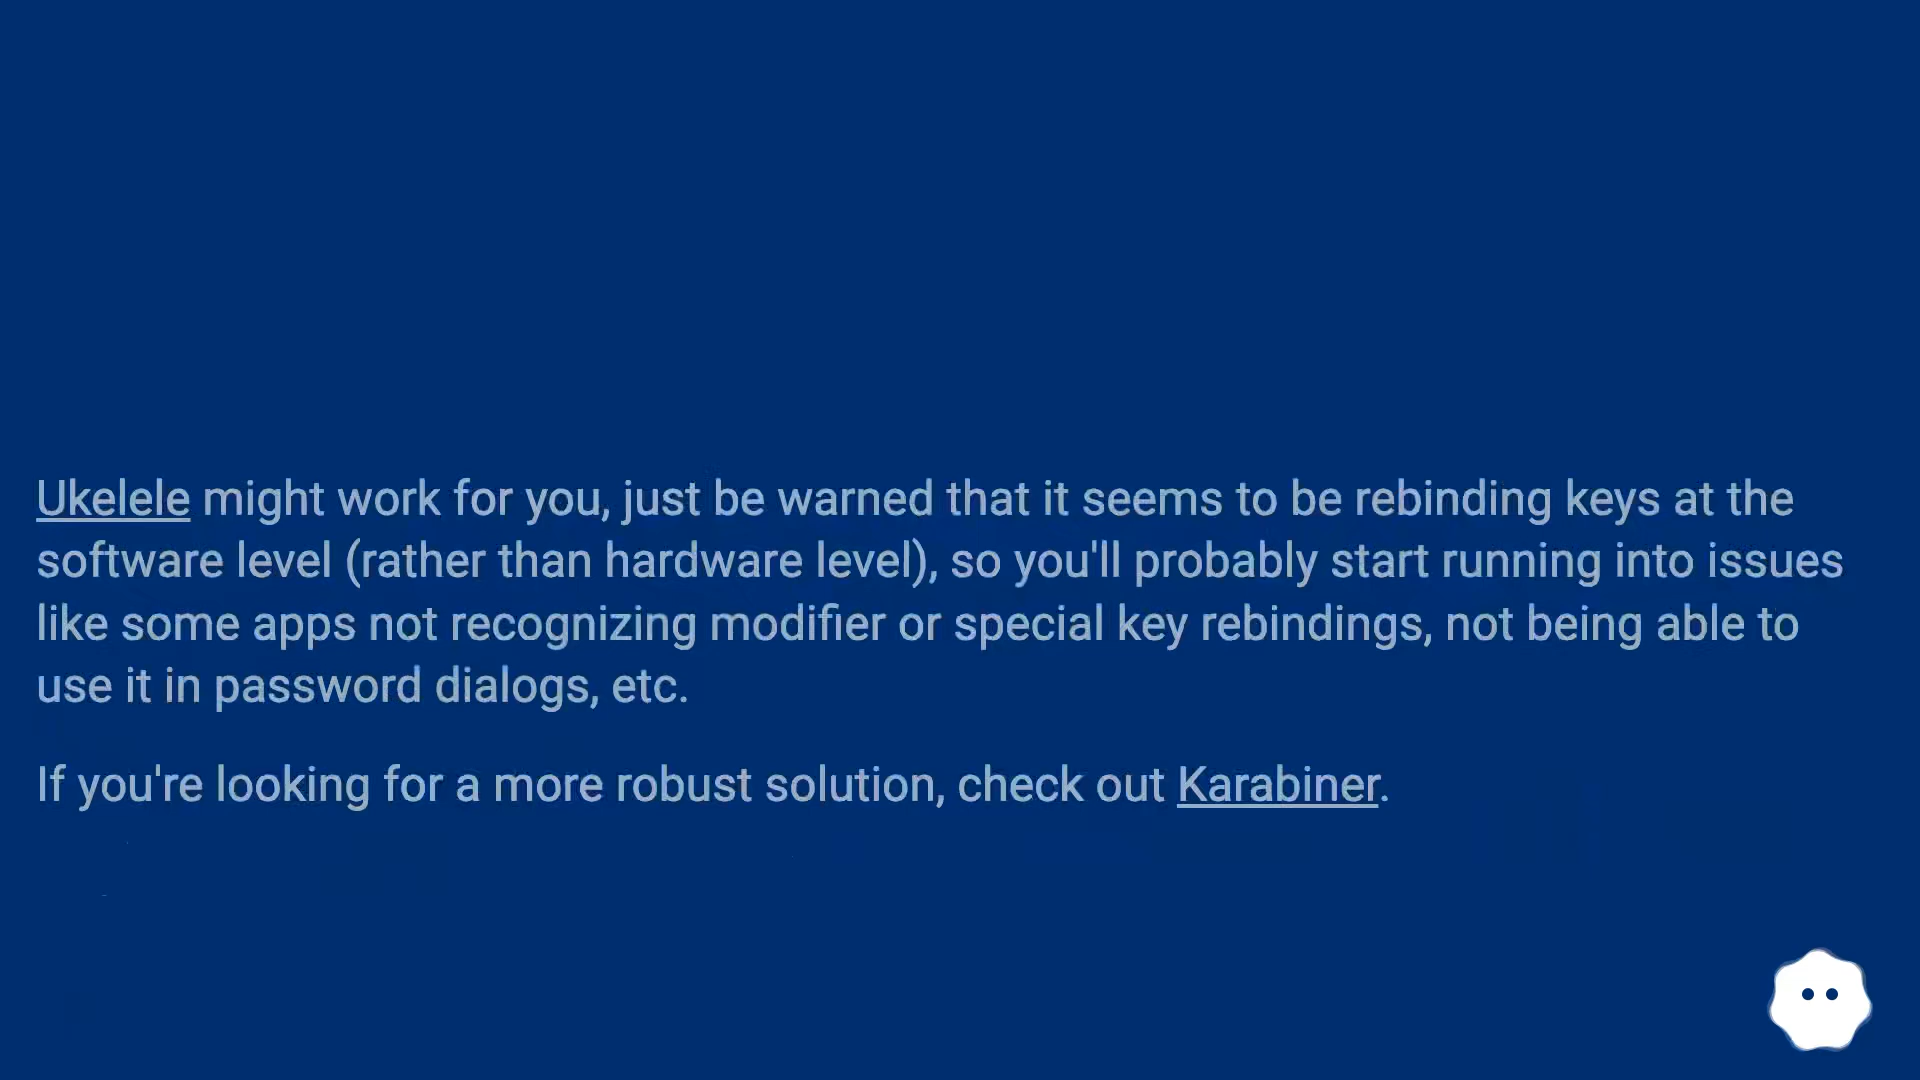 Ukelele might work for you, just be warned that it seems to be rebinding keys at the
software level (rather than hardware level), so you'll probably start running into issues
like some apps not recognizing modifier or special key rebindings, not being able to
use it in password dialogs, etc.
If you're looking for a more robust solution, check out Karabiner.